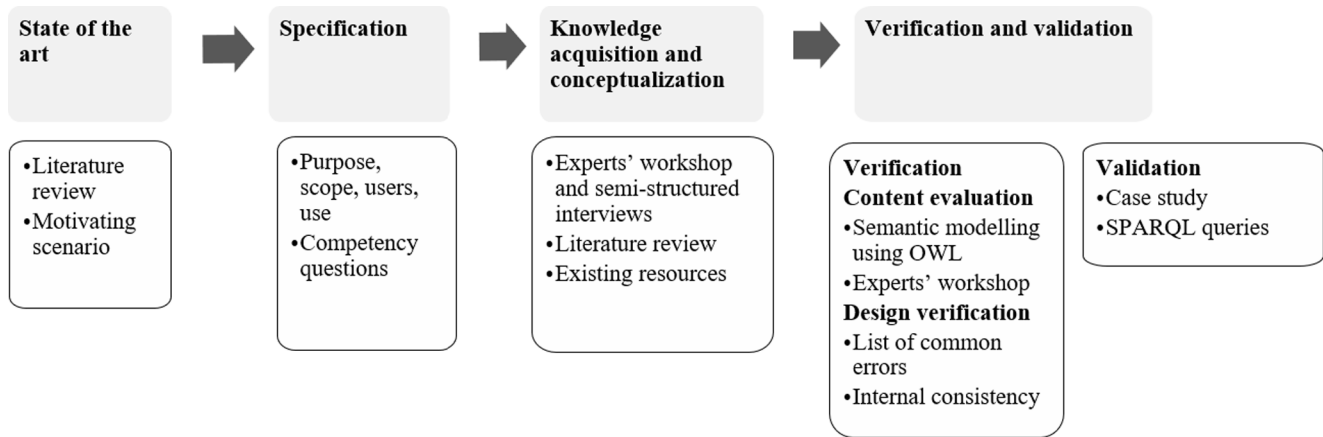 State of the
art
Specification
Knowledge
acquisition and
conceptualization
Verification and validation
•Literature
review
•Motivating
scenario
•Purpose,
scope, users,
use
•Competency
questions
•Experts’ workshop
and semi-structured
interviews
•Literature review
•Existing resources
Verification
Content evaluation
•Semantic modelling
using OWL
•Experts’ workshop
Design verification
•List of common
errors
•Internal consistency
Validation
•Case study
•SPARQL queries